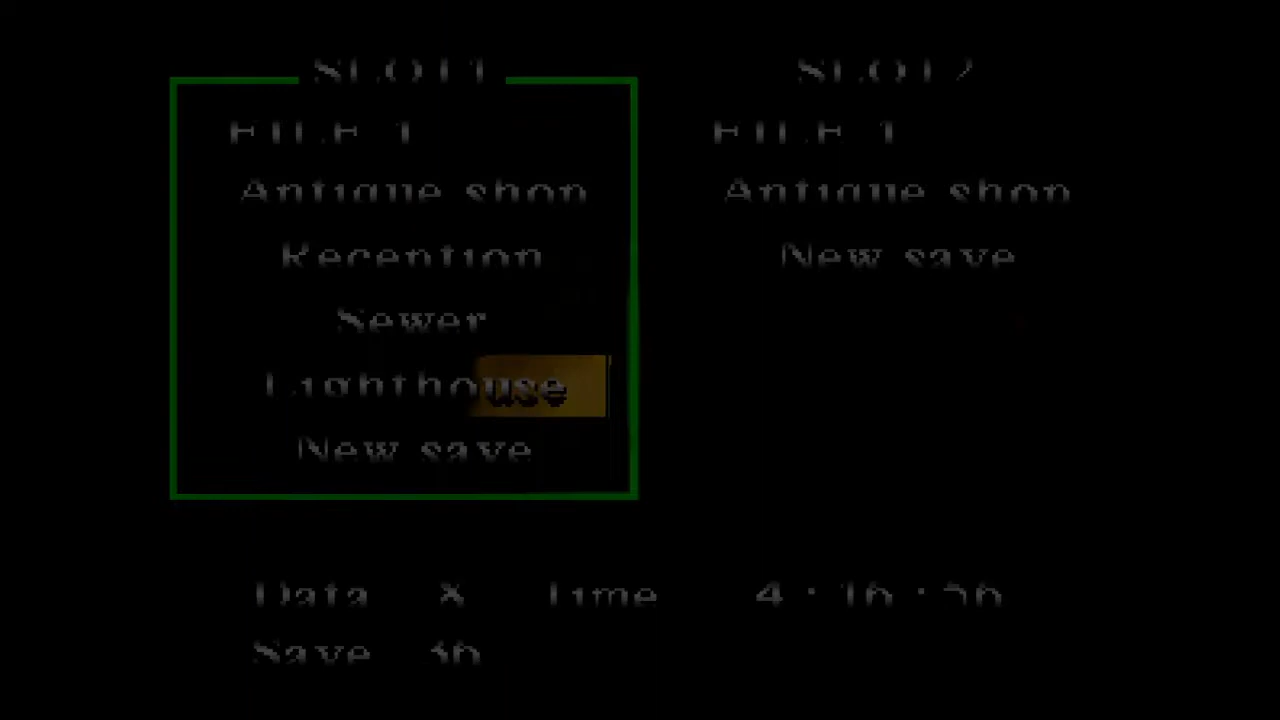 SLOT1
FILE 1
Antique shop
Reception
Sewer
Lighthouse
New save
SLOT2
FILE 1
Antique shop
New save
Data Time
Save